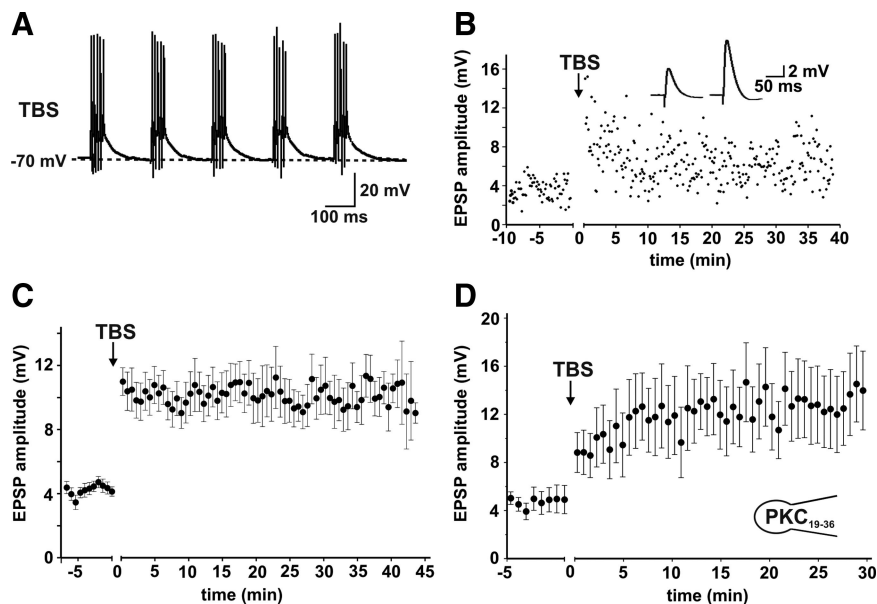 A
TBS
-70 mV
20 mV
100 ms
B
EPSP amplitude (mV)
16
12
8
4
0
TBS
2 mV
50 ms
-10
-5
0
5
10
15
20
25
30
35
40
time (min)
C
EPSP amplitude (mV)
12
8
4
0
TBS
-5
0
5
10
15
20
25
30
35
40
45
time (min)
D
EPSP amplitude (mV)
20
16
12
8
4
0
TBS
PKC19-36
-5
0
5
10
15
20
25
30
time (min)